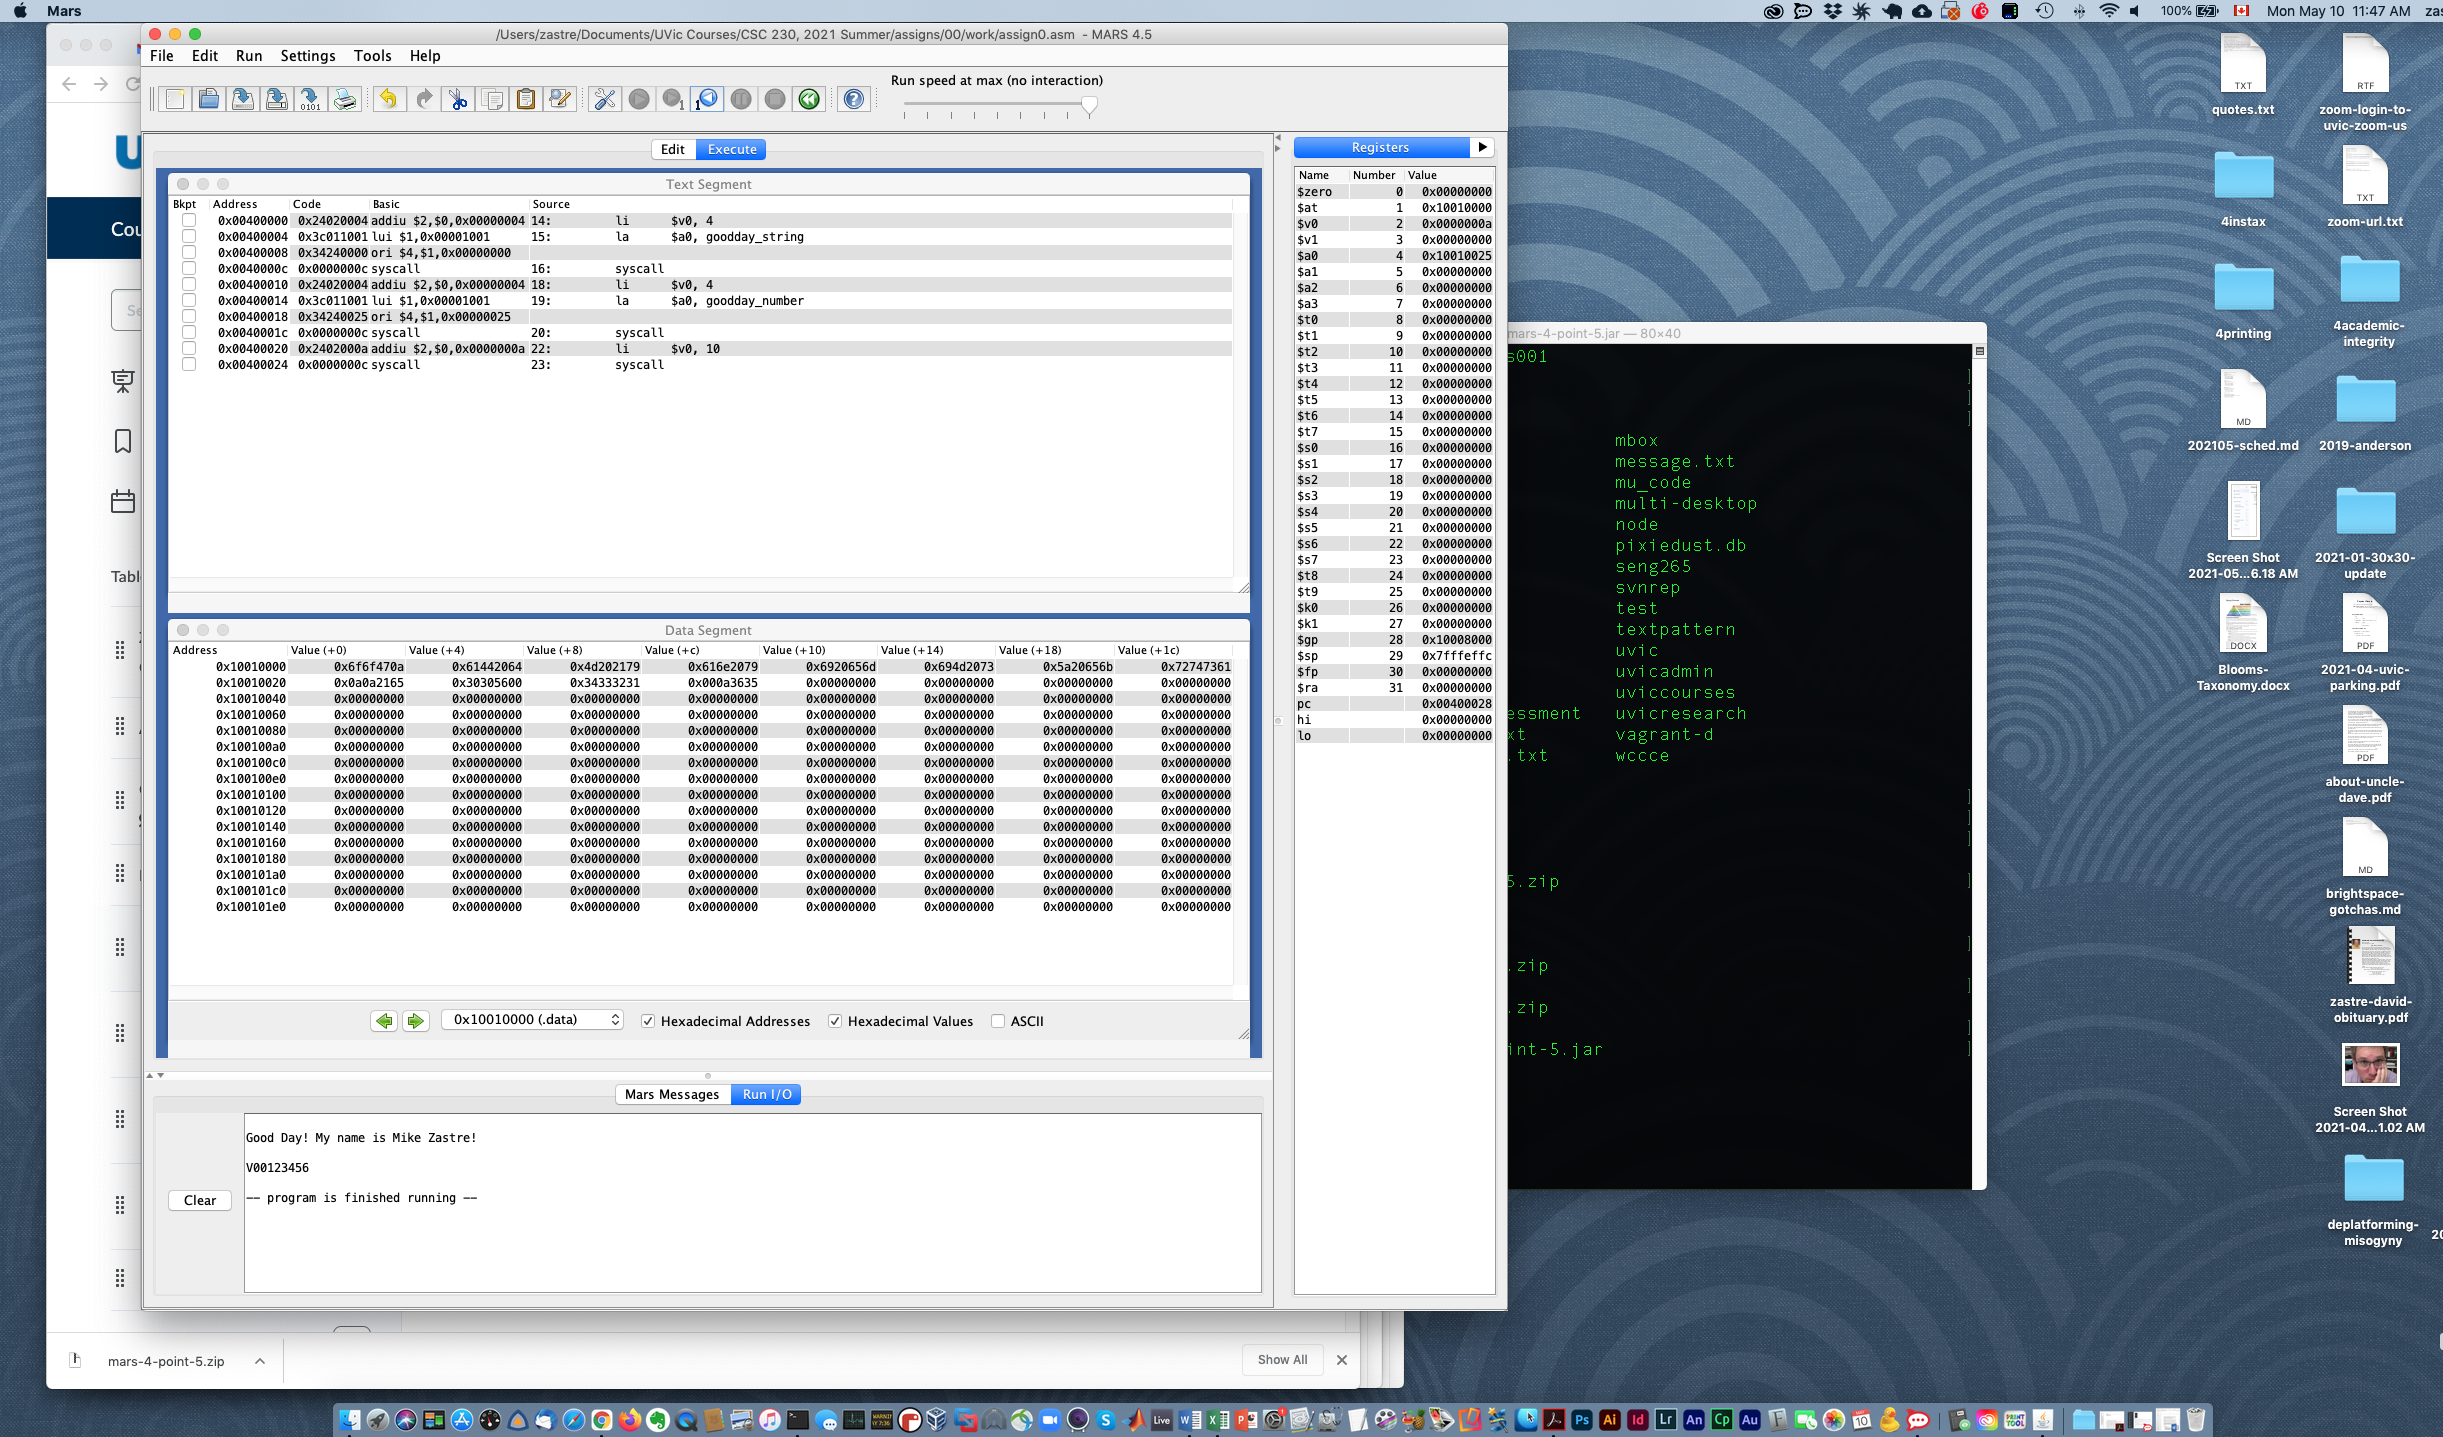 Mars
100%
Mon May 10 11:47 AM
/Users/zastre/Documents/UVic Courses/CSC 230, 2021 Summer/assigns/00/work/assign0.asm - MARS 4.5
File Edit Run Settings Tools Help
Run speed at max (no interaction)
Edit Execute
Text Segment
Bkpt Address Code Basic Source
0x00400000 0x24020004 addiu $2,$0,0x00000004 14: li $v0, 4
0x00400004 0x3c011001 lui $1,0x00001001 15: la $a0, goodday_string
0x00400008 0x34240000 ori $4,$1,0x00000000
0x0040000c 0x0000000c syscall 16: syscall
0x00400010 0x24020004 addiu $2,$0,0x00000004 18: li $v0, 4
0x00400014 0x3c011001 lui $1,0x00001001 19: la $a0, goodday_number
0x00400018 0x34240025 ori $4,$1,0x00000025
0x0040001c 0x0000000c syscall 20: syscall
0x00400020 0x2402000a addiu $2,$0,0x0000000a 22: li $v0, 10
0x00400024 0x0000000c syscall 23: syscall
Data Segment
Address Value (+0) Value (+4) Value (+8) Value (+c) Value (+10) Value (+14) Value (+18) Value (+1c)
0x10010000 0x6f6f470a 0x61442064 0x4d202179 0x616e2079 0x6920656d 0x694d2073 0x5a20656b 0x72747361
0x10010020 0x0a0a2165 0x30305600 0x34333231 0x000a3635 0x00000000 0x00000000 0x00000000 0x00000000
0x10010040 0x00000000 0x00000000 0x00000000 0x00000000 0x00000000 0x00000000 0x00000000 0x00000000
0x10010060 0x00000000 0x00000000 0x00000000 0x00000000 0x00000000 0x00000000 0x00000000 0x00000000
0x10010080 0x00000000 0x00000000 0x00000000 0x00000000 0x00000000 0x00000000 0x00000000 0x00000000
0x100100a0 0x00000000 0x00000000 0x00000000 0x00000000 0x00000000 0x00000000 0x00000000 0x00000000
0x100100c0 0x00000000 0x00000000 0x00000000 0x00000000 0x00000000 0x00000000 0x00000000 0x00000000
0x100100e0 0x00000000 0x00000000 0x00000000 0x00000000 0x00000000 0x00000000 0x00000000 0x00000000
0x10010100 0x00000000 0x00000000 0x00000000 0x00000000 0x00000000 0x00000000 0x00000000 0x00000000
0x10010120 0x00000000 0x00000000 0x00000000 0x00000000 0x00000000 0x00000000 0x00000000 0x00000000
0x10010140 0x00000000 0x00000000 0x00000000 0x00000000 0x00000000 0x00000000 0x00000000 0x00000000
0x10010160 0x00000000 0x00000000 0x00000000 0x00000000 0x00000000 0x00000000 0x00000000 0x00000000
0x10010180 0x00000000 0x00000000 0x00000000 0x00000000 0x00000000 0x00000000 0x00000000 0x00000000
0x100101a0 0x00000000 0x00000000 0x00000000 0x00000000 0x00000000 0x00000000 0x00000000 0x00000000
0x100101c0 0x00000000 0x00000000 0x00000000 0x00000000 0x00000000 0x00000000 0x00000000 0x00000000
0x100101e0 0x00000000 0x00000000 0x00000000 0x00000000 0x00000000 0x00000000 0x00000000 0x00000000
0x10010000 (.data) Hexadecimal Addresses Hexadecimal Values ASCII
Mars Messages Run I/O
Good Day! My name is Mike Zastre!
V00123456
-- program is finished running --
Clear
Registers
Name Number Value
$zero 0 0x00000000
$at 1 0x10010000
$v0 2 0x0000000a
$v1 3 0x00000000
$a0 4 0x10010025
$a1 5 0x00000000
$a2 6 0x00000000
$a3 7 0x00000000
$t0 8 0x00000000
$t1 9 0x00000000
$t2 10 0x00000000
$t3 11 0x00000000
$t4 12 0x00000000
$t5 13 0x00000000
$t6 14 0x00000000
$t7 15 0x00000000
$s0 16 0x00000000
$s1 17 0x00000000
$s2 18 0x00000000
$s3 19 0x00000000
$s4 20 0x00000000
$s5 21 0x00000000
$s6 22 0x00000000
$s7 23 0x00000000
$t8 24 0x00000000
$t9 25 0x00000000
$k0 26 0x00000000
$k1 27 0x00000000
$gp 28 0x10008000
$sp 29 0x7fffeffc
$fp 30 0x00000000
$ra 31 0x00000000
pc 0x00400028
hi 0x00000000
lo 0x00000000
mars-4-point-5.jar — 80×40
s001
mbox
message.txt
mu_code
multi-desktop
node
pixiedust.db
seng265
svnrep
test
textpattern
uvic
uvicadmin
uviccourses
essment uvicresearch
xt vagrant-d
.txt wccce
5.zip
.zip
.zip
int-5.jar
TXT
quotes.txt
RTF
zoom-login-to-
uvic-zoom-us
4instax
TXT
zoom-url.txt
4printing
4academic-
integrity
MD
202105-sched.md
2019-anderson
Screen Shot
2021-05...6.18 AM
2021-01-30x30-
update
DOCX
Blooms-
Taxonomy.docx
PDF
2021-04-uvic-
parking.pdf
PDF
about-uncle-
dave.pdf
MD
brightspace-
gotchas.md
zastre-david-
obituary.pdf
Screen Shot
2021-04...1.02 AM
deplatforming-
misogyny
Cou
Se
Tabl
mars-4-point-5.zip
Show All
Live
Ps Ai Id Lr An Cp Au